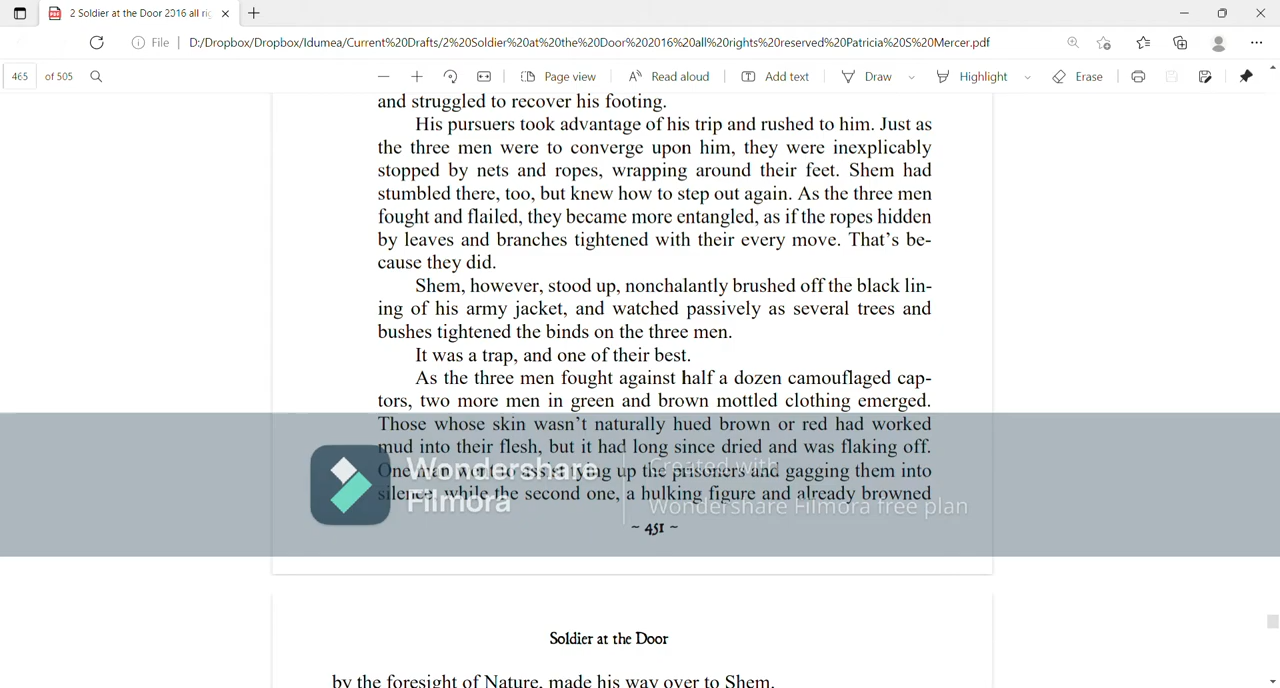 2 Soldier at the Door 2016 all ri
File
D:/Dropbox/Dropbox/Idumea/Current%20Drafts/2%20Soldier%20at%20the%20Door%202016%20all%20rights%20reserved%20Patricia%20S%20Mercer.pdf
465 of 505
Page view
Read aloud
Add text
Draw
Highlight
Erase
and struggled to recover his footing.
His pursuers took advantage of his trip and rushed to him. Just as
the three men were to converge upon him, they were inexplicably
stopped by nets and ropes, wrapping around their feet. Shem had
stumbled there, too, but knew how to step out again. As the three men
fought and flailed, they became more entangled, as if the ropes hidden
by leaves and branches tightened with their every move. That’s be-
cause they did.
Shem, however, stood up, nonchalantly brushed off the black lin-
ing of his army jacket, and watched passively as several trees and
bushes tightened the binds on the three men.
It was a trap, and one of their best.
As the three men fought against half a dozen camouflaged cap-
tors, two more men in green and brown mottled clothing emerged.
Those whose skin wasn’t naturally hued brown or red had worked
mud into their flesh, but it had long since dried and was flaking off.
One man went to assist tying up the prisoners and gagging them into
silence, while the second one, a hulking figure and already browned
Wondershare
Filmora
Created with
Wondershare Filmora free plan
~ 451 ~
Soldier at the Door
by the foresight of Nature, made his way over to Shem.